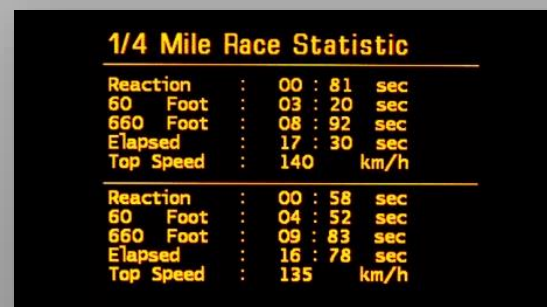 1/4 Mile Race Statistic
Reaction : 00 : 81 sec
60 Foot : 03 : 20 sec
660 Foot : 08 : 92 sec
Elapsed : 17 : 30 sec
Top Speed : 140 km/h
Reaction : 00 : 58 sec
60 Foot : 04 : 52 sec
660 Foot : 09 : 83 sec
Elapsed : 16 : 78 sec
Top Speed : 135 km/h